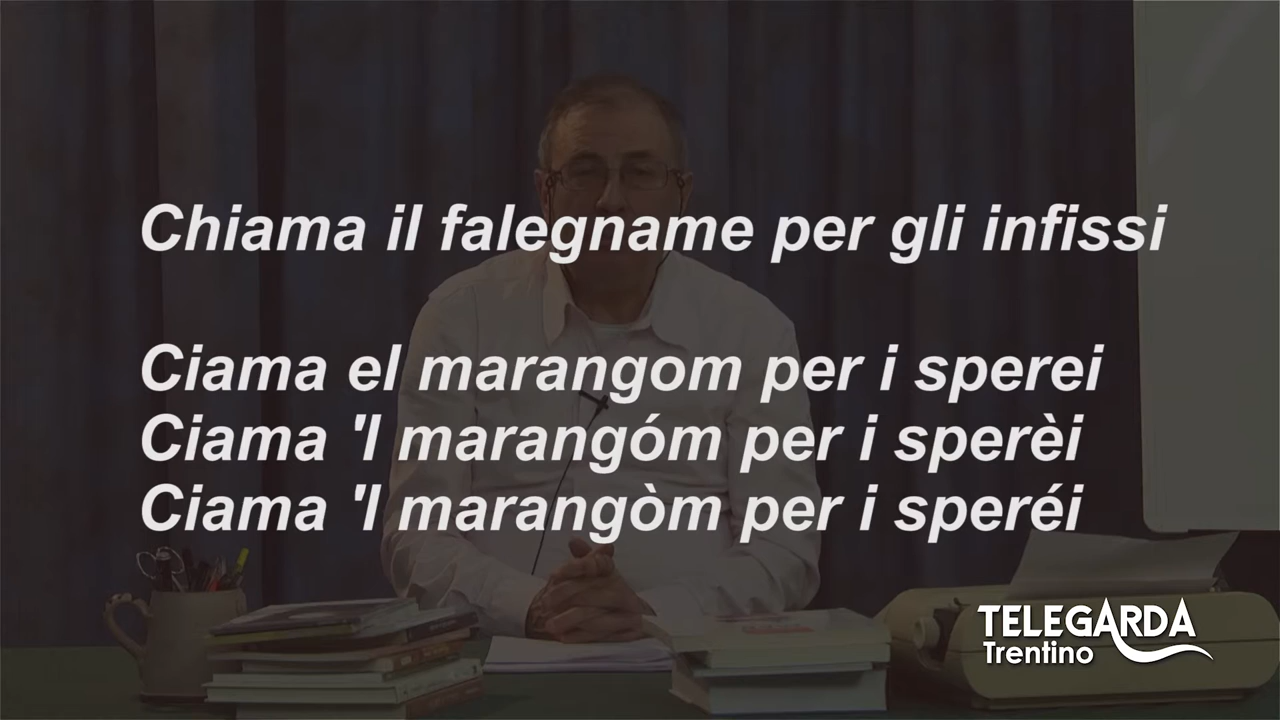 Chiama il falegname per gli infissi
Ciama el marangom per i sperei
Ciama 'l marangóm per i sperèi
Ciama 'l marangòm per i speréi
TELEGARDA
Trentino